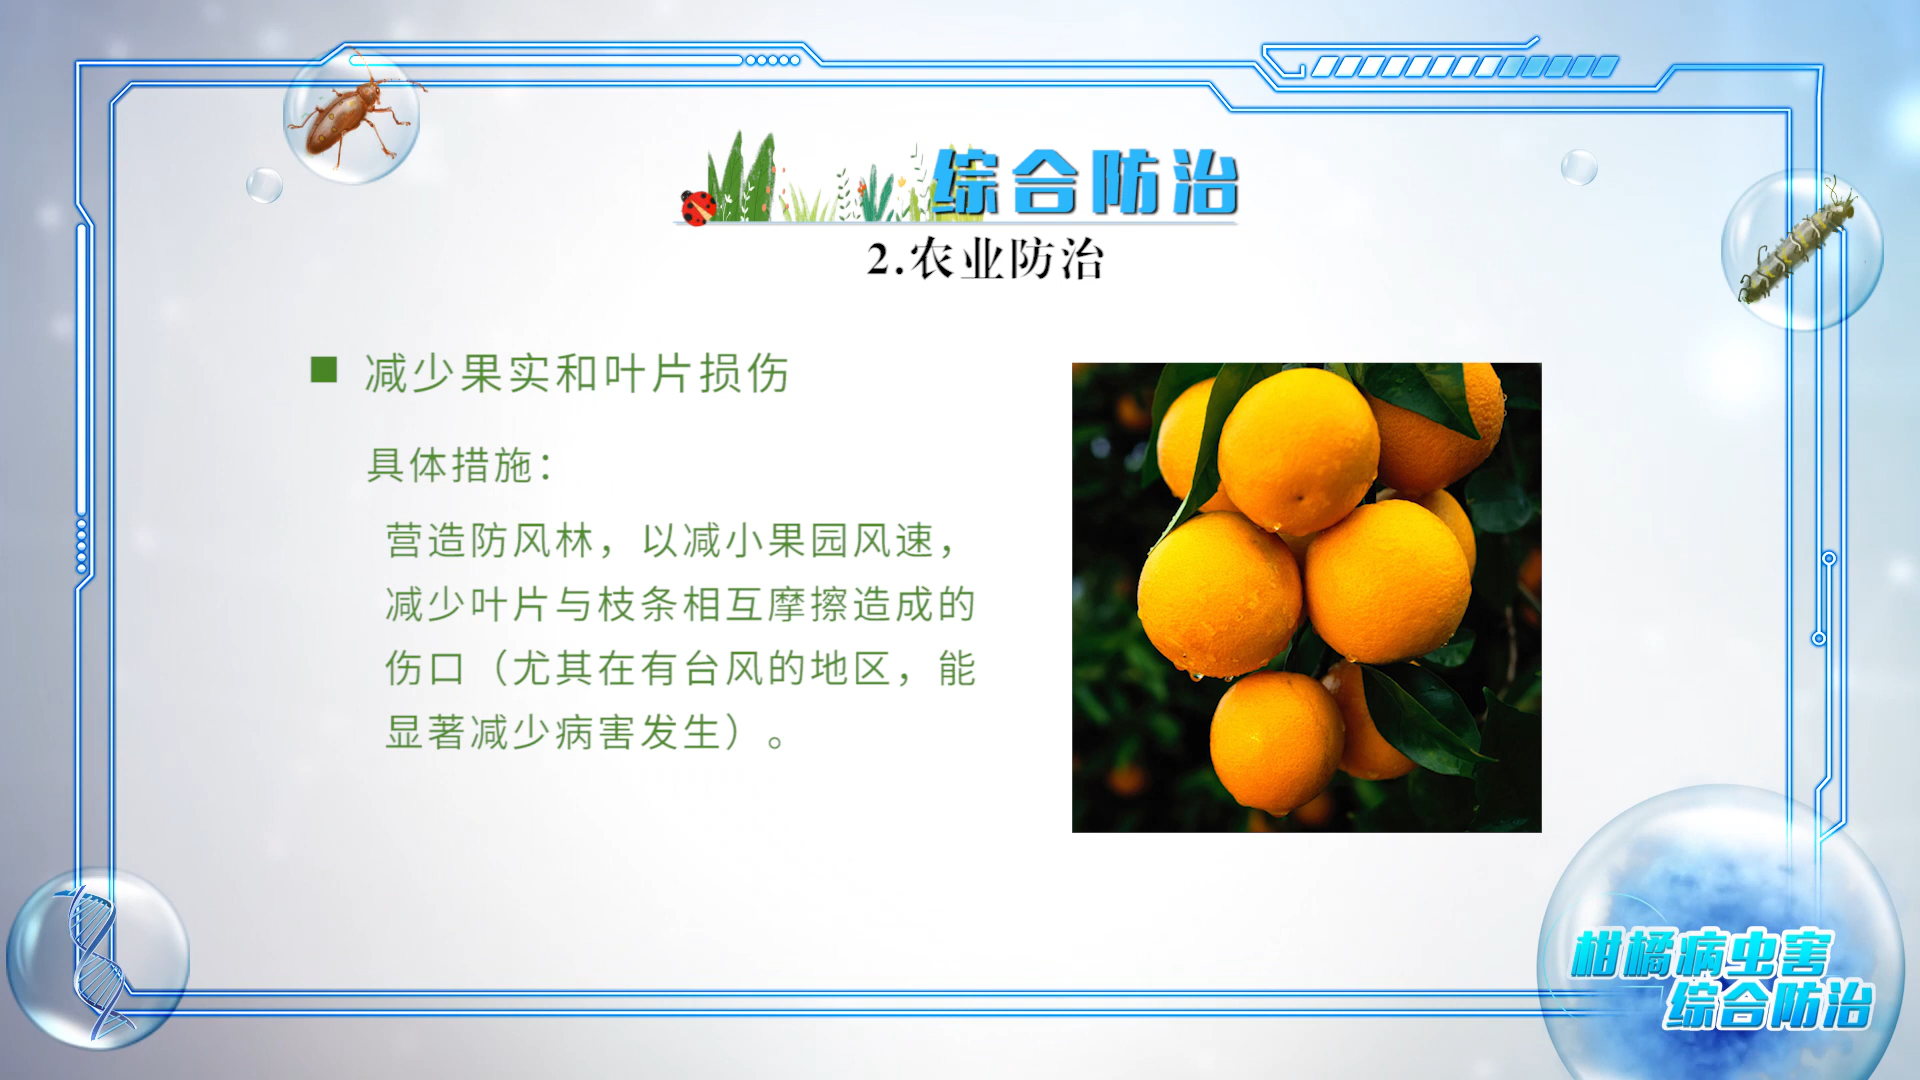 综合防治
2.农业防治
减少果实和叶片损伤
具体措施：
营造防风林，以减小果园风速，
减少叶片与枝条相互摩擦造成的
伤口（尤其在有台风的地区，能
显著减少病害发生）。
柑橘病虫害
综合防治